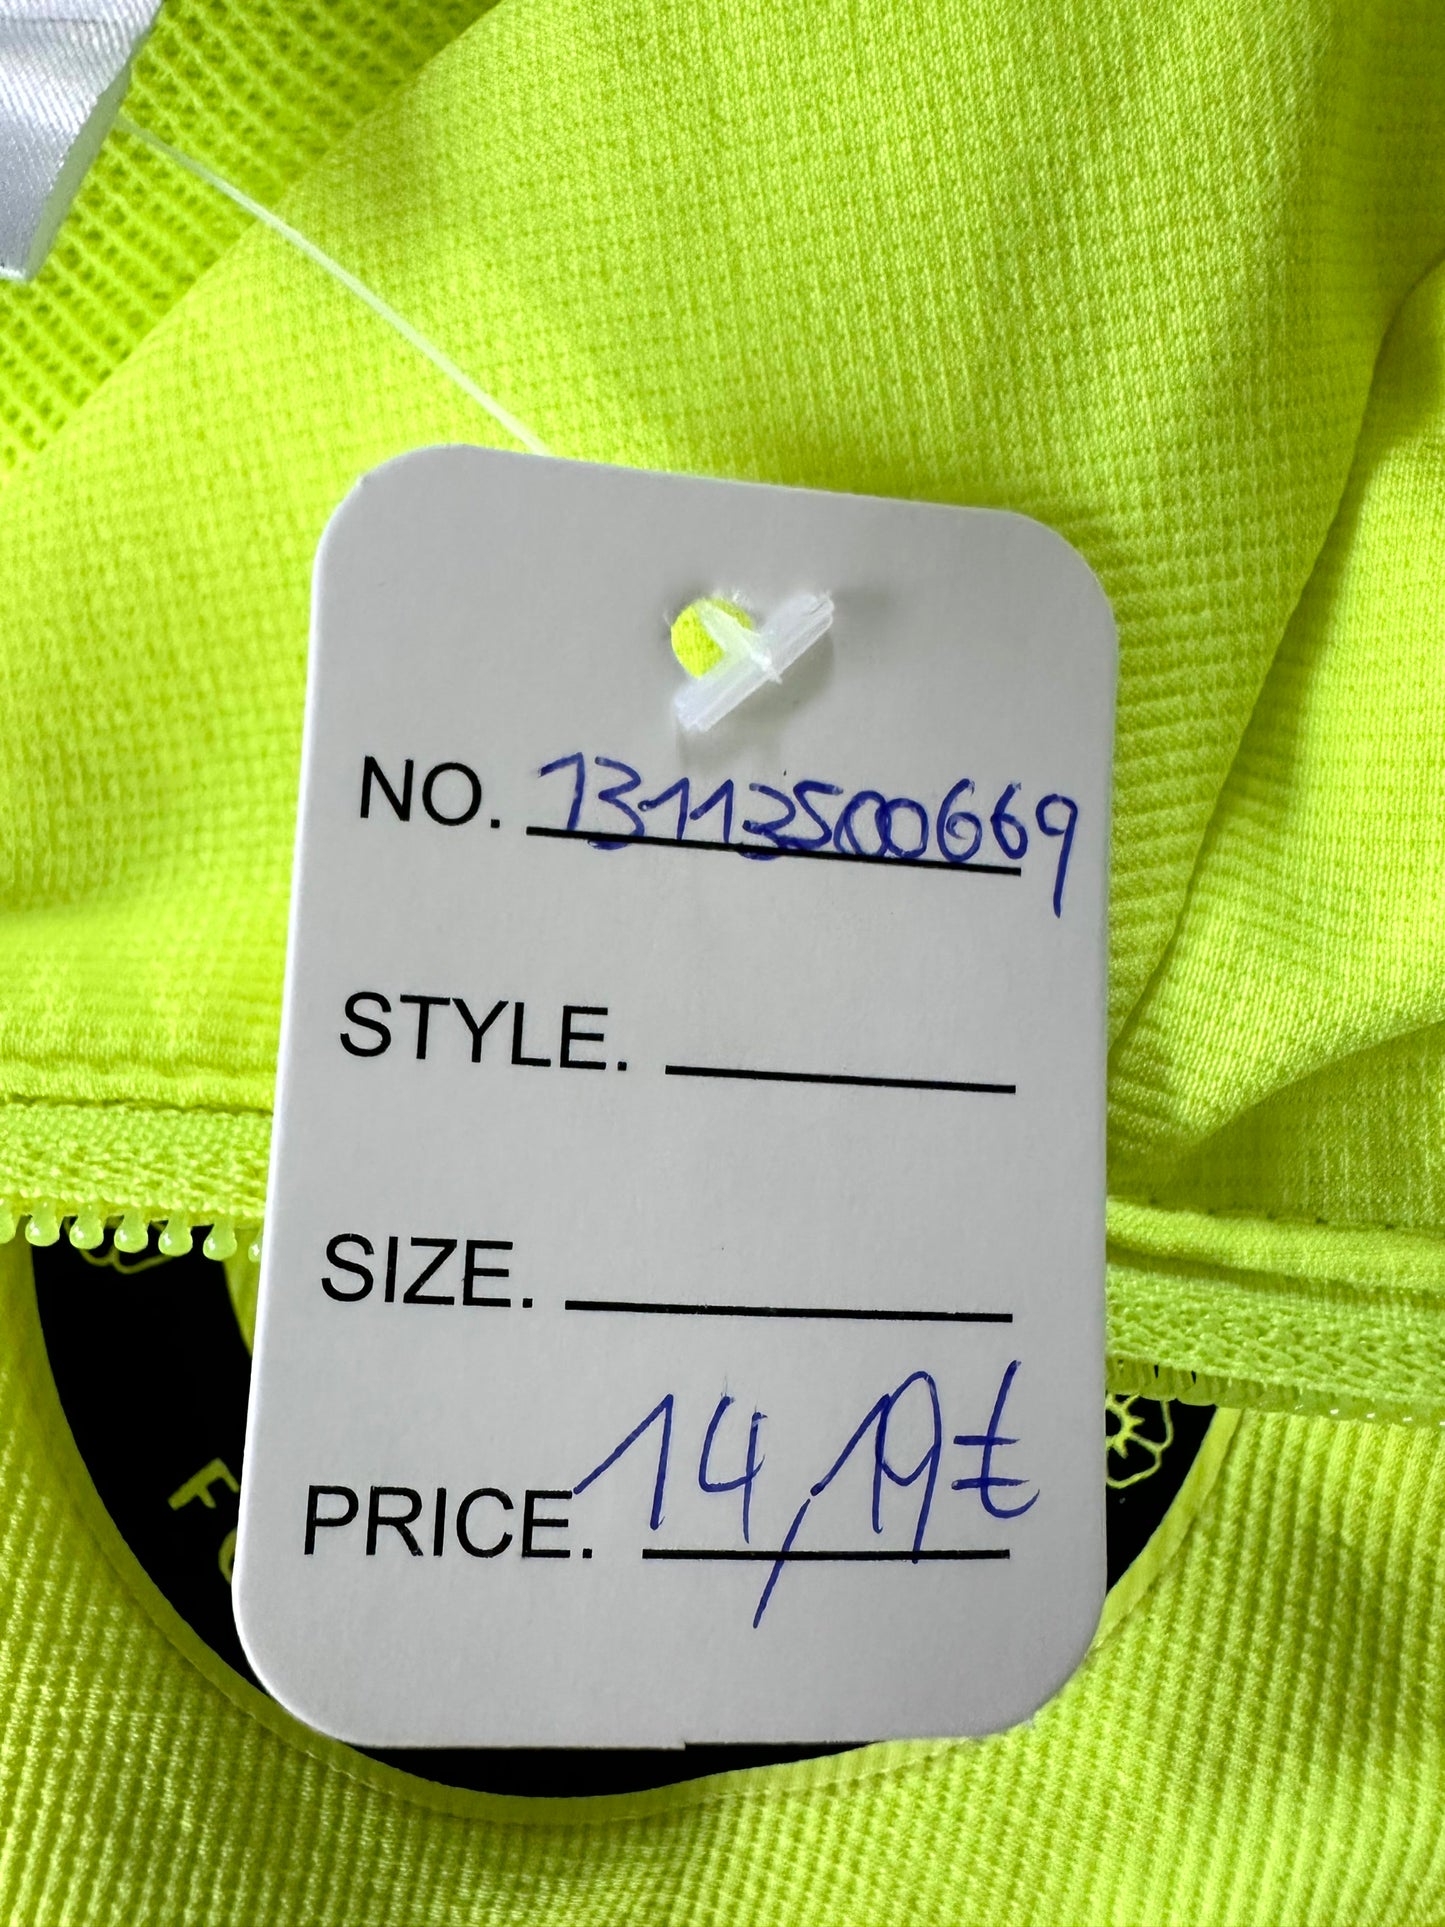 NO. 13113500669
STYLE.
SIZE.
PRICE. 14,19€